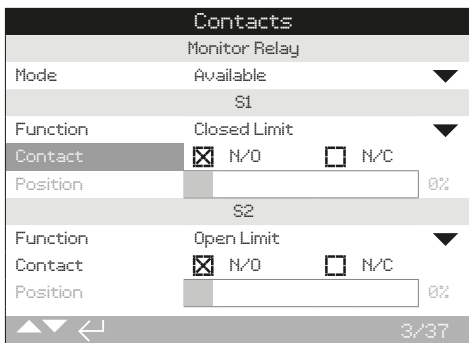 Contacts
Monitor Relay
Mode Available
S1
Function Closed Limit
Contact N/O N/C
Position 0%
S2
Function Open Limit
Contact N/O N/C
Position 0%
3/37